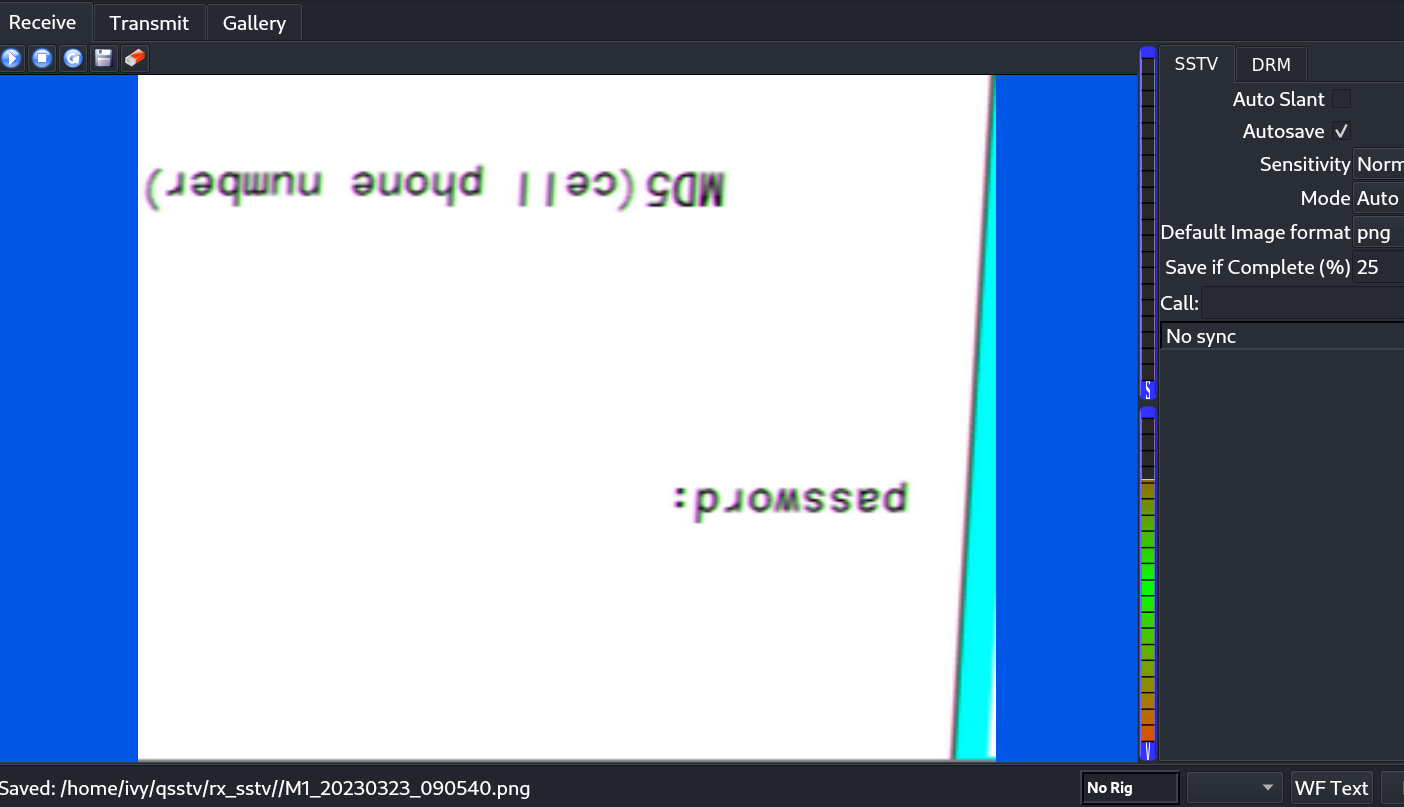 Receive Transmit Gallery
SSTV DRM
Auto Slant
Autosave
MD5(cell phone number)
Sensitivity Norm
Mode Auto
Default Image format png
Save if Complete (%) 25
Call:
No sync
password:
Saved: /home/ivy/qsstv/rx_sstv//M1_20230323_090540.png
No Rig
WF Text